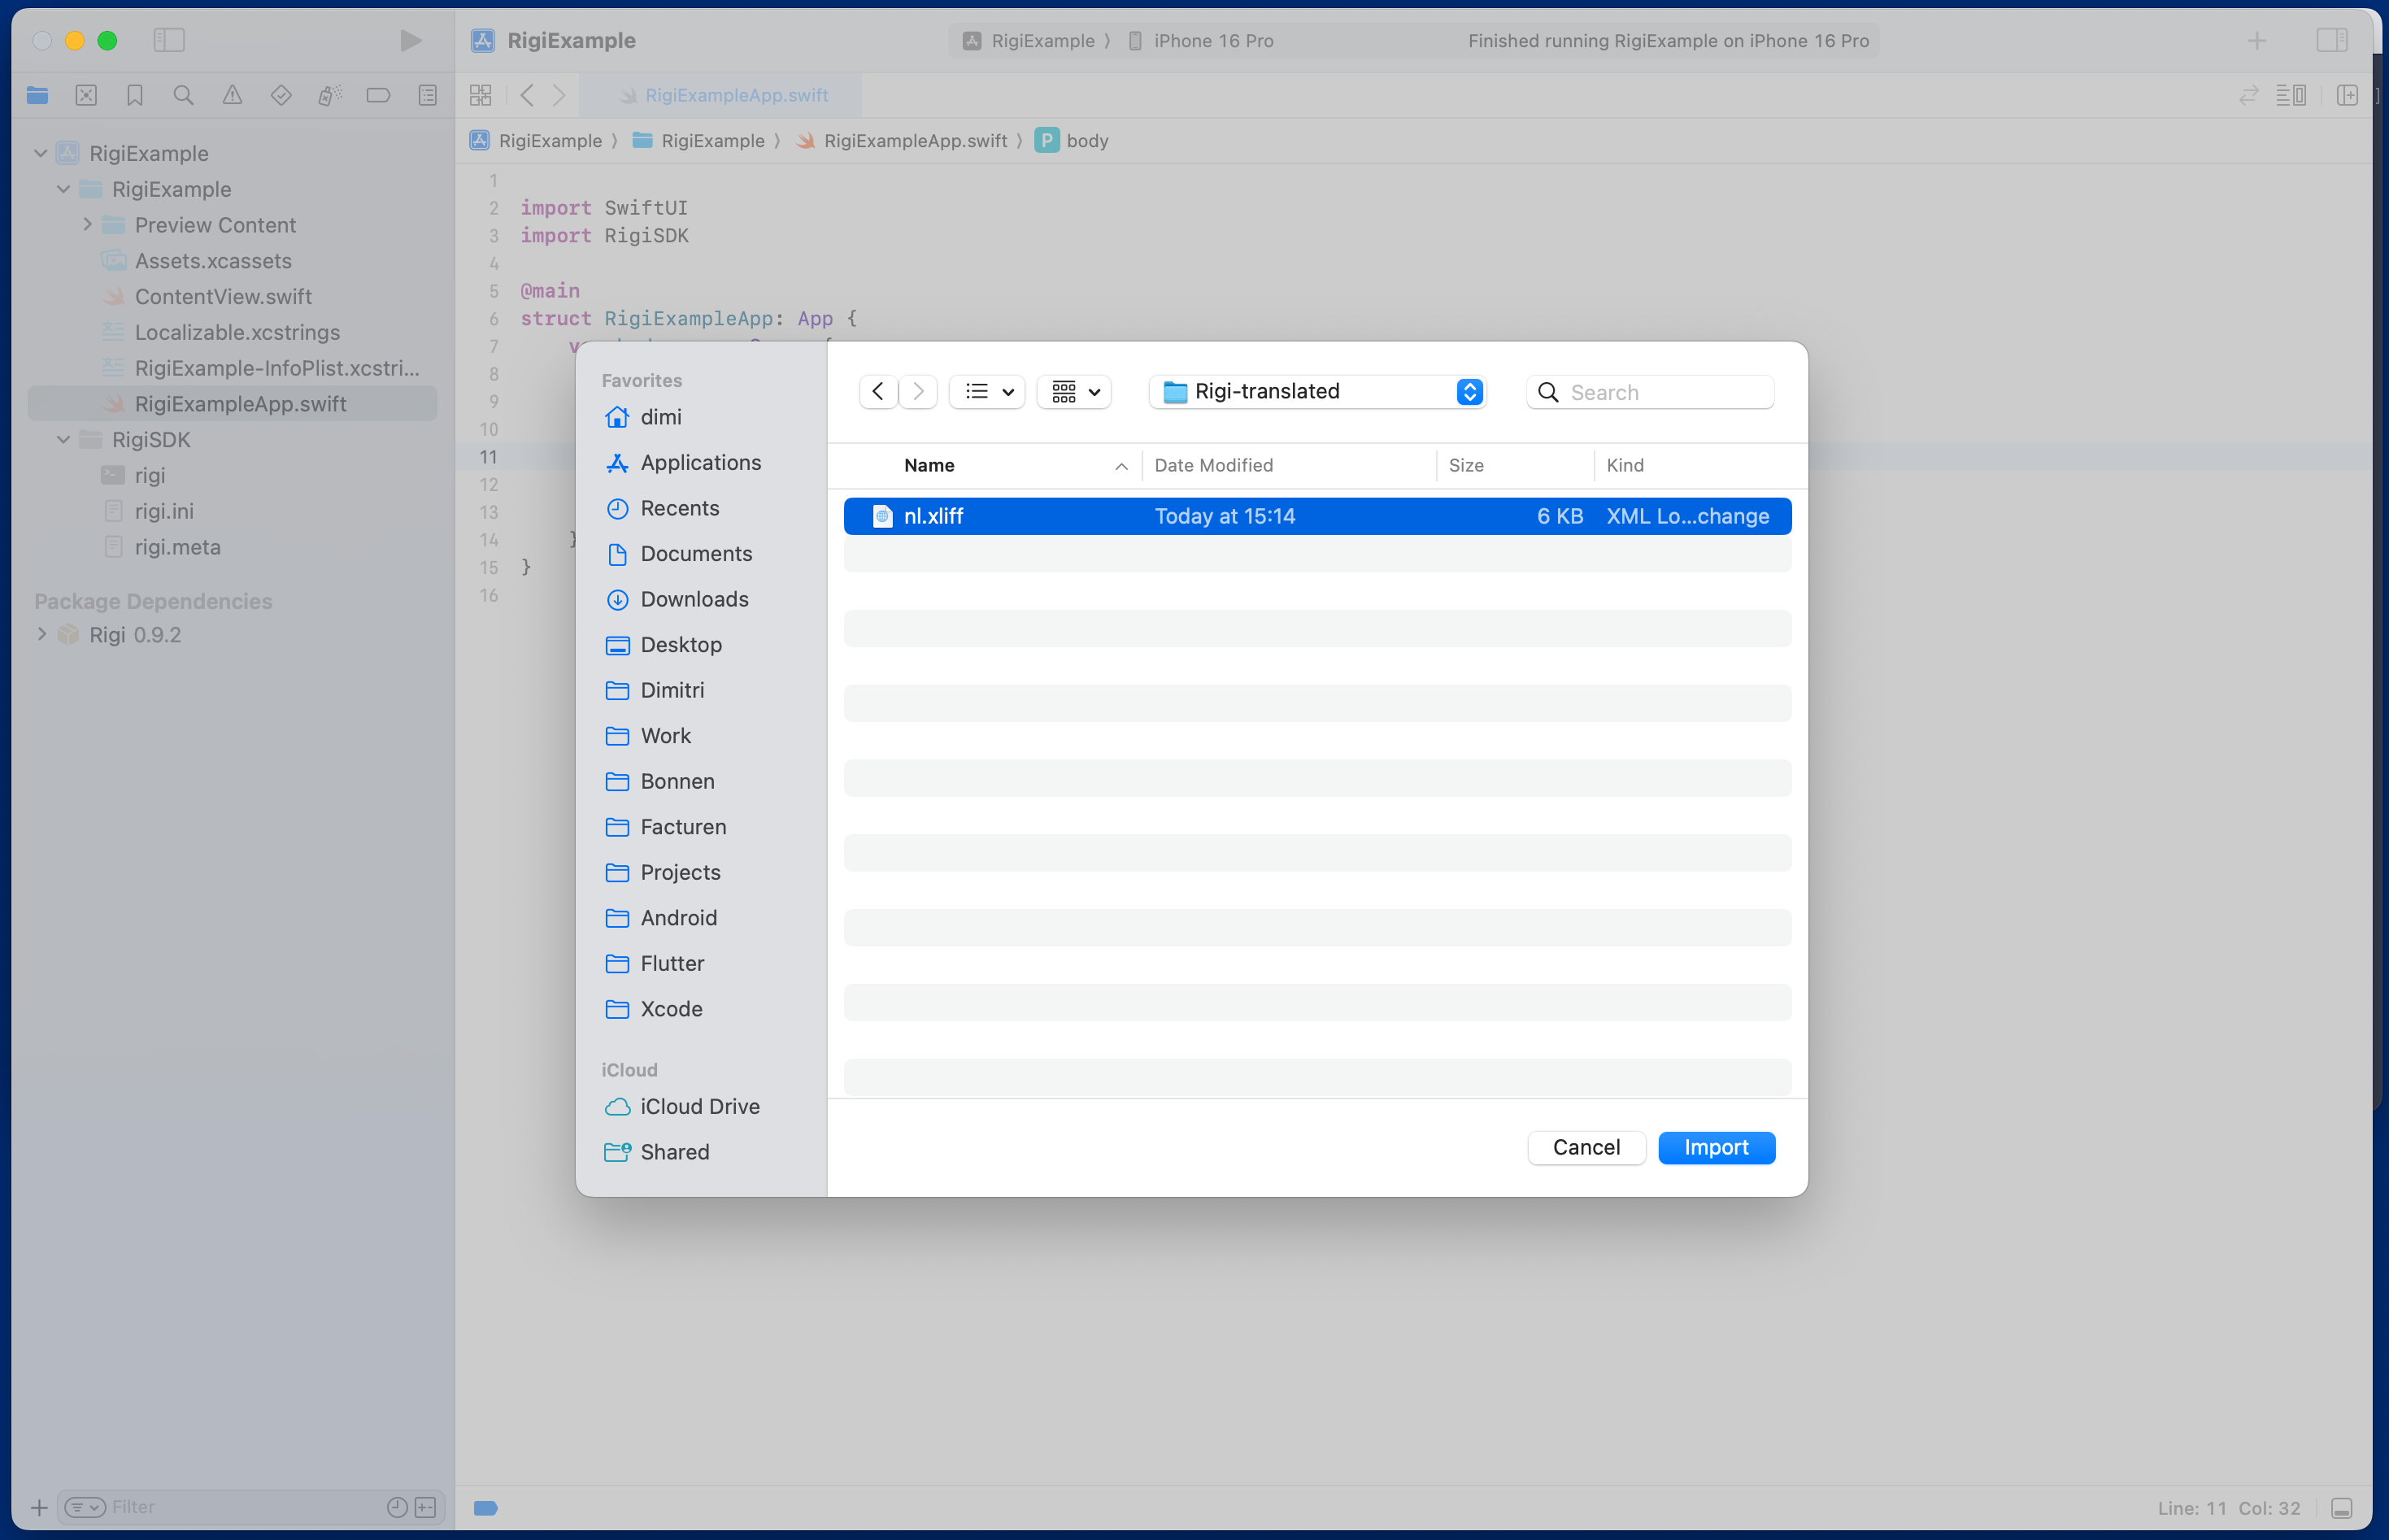 RigiExample
RigiExample
iPhone 16 Pro
Finished running RigiExample on iPhone 16 Pro
RigiExampleApp.swift
RigiExample
RigiExample
RigiExampleApp.swift
P body
RigiExample
RigiExample
Preview Content
Assets.xcassets
ContentView.swift
Localizable.xcstrings
RigiExample-InfoPlist.xcstri...
RigiExampleApp.swift
RigiSDK
rigi
rigi.ini
rigi.meta
Package Dependencies
Rigi 0.9.2
1
2 import SwiftUI
3 import RigiSDK
4
5 @main
6 struct RigiExampleApp: App {
7
8
9
10
11
12
13
14 }
15 }
16
Favorites
dimi
Applications
Recents
Documents
Downloads
Desktop
Dimitri
Work
Bonnen
Facturen
Projects
Android
Flutter
Xcode
iCloud
iCloud Drive
Shared
Rigi-translated
Search
Name Date Modified Size Kind
nl.xliff Today at 15:14 6 KB XML Lo...change
Cancel Import
Filter
Line: 11 Col: 32